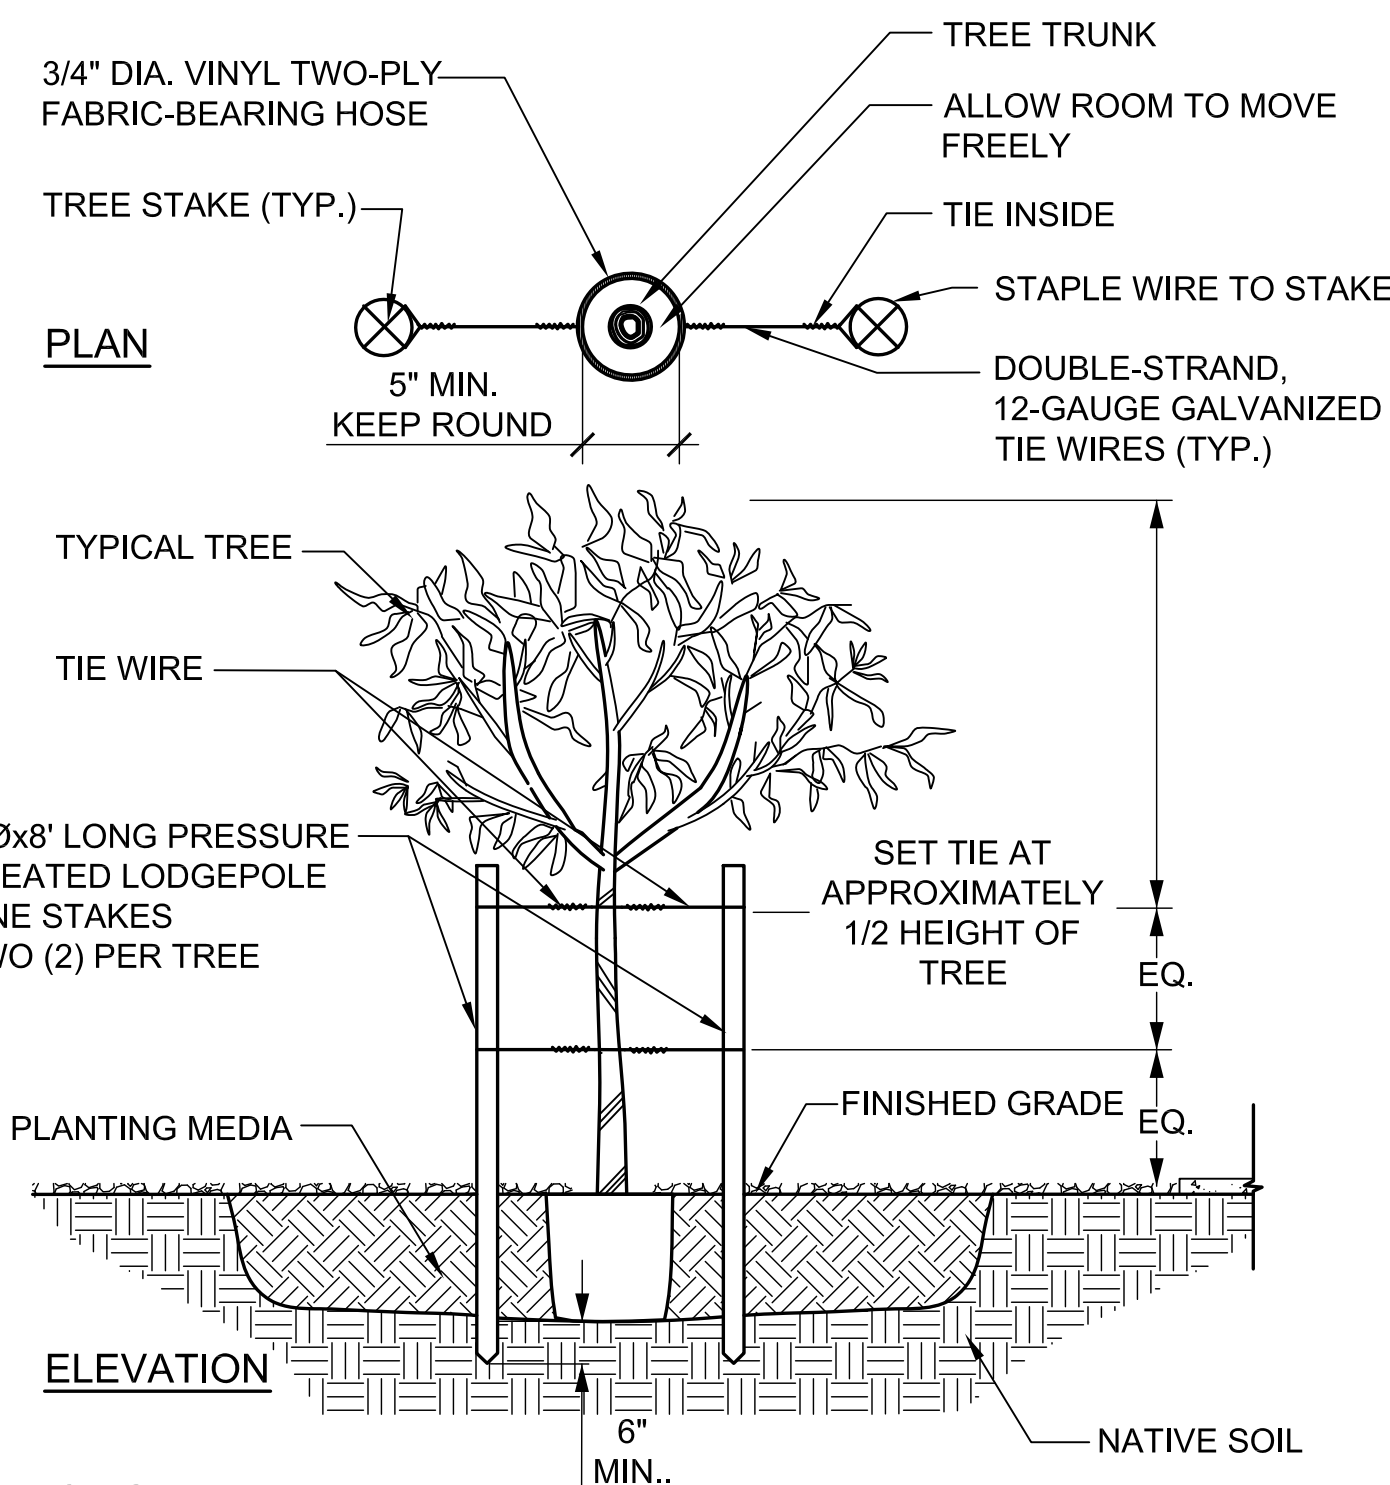 TREE TRUNK
3/4" DIA. VINYL TWO-PLY
FABRIC-BEARING HOSE
ALLOW ROOM TO MOVE
FREELY
TREE STAKE (TYP.)
TIE INSIDE
STAPLE WIRE TO STAKE
PLAN
5" MIN.
KEEP ROUND
DOUBLE-STRAND,
12-GAUGE GALVANIZED
TIE WIRES (TYP.)
TYPICAL TREE
TIE WIRE
Øx8' LONG PRESSURE
EATED LODGEPOLE
NE STAKES
WO (2) PER TREE
SET TIE AT
APPROXIMATELY
1/2 HEIGHT OF
TREE
EQ.
FINISHED GRADE
EQ.
PLANTING MEDIA
ELEVATION
6"
MIN..
NATIVE SOIL